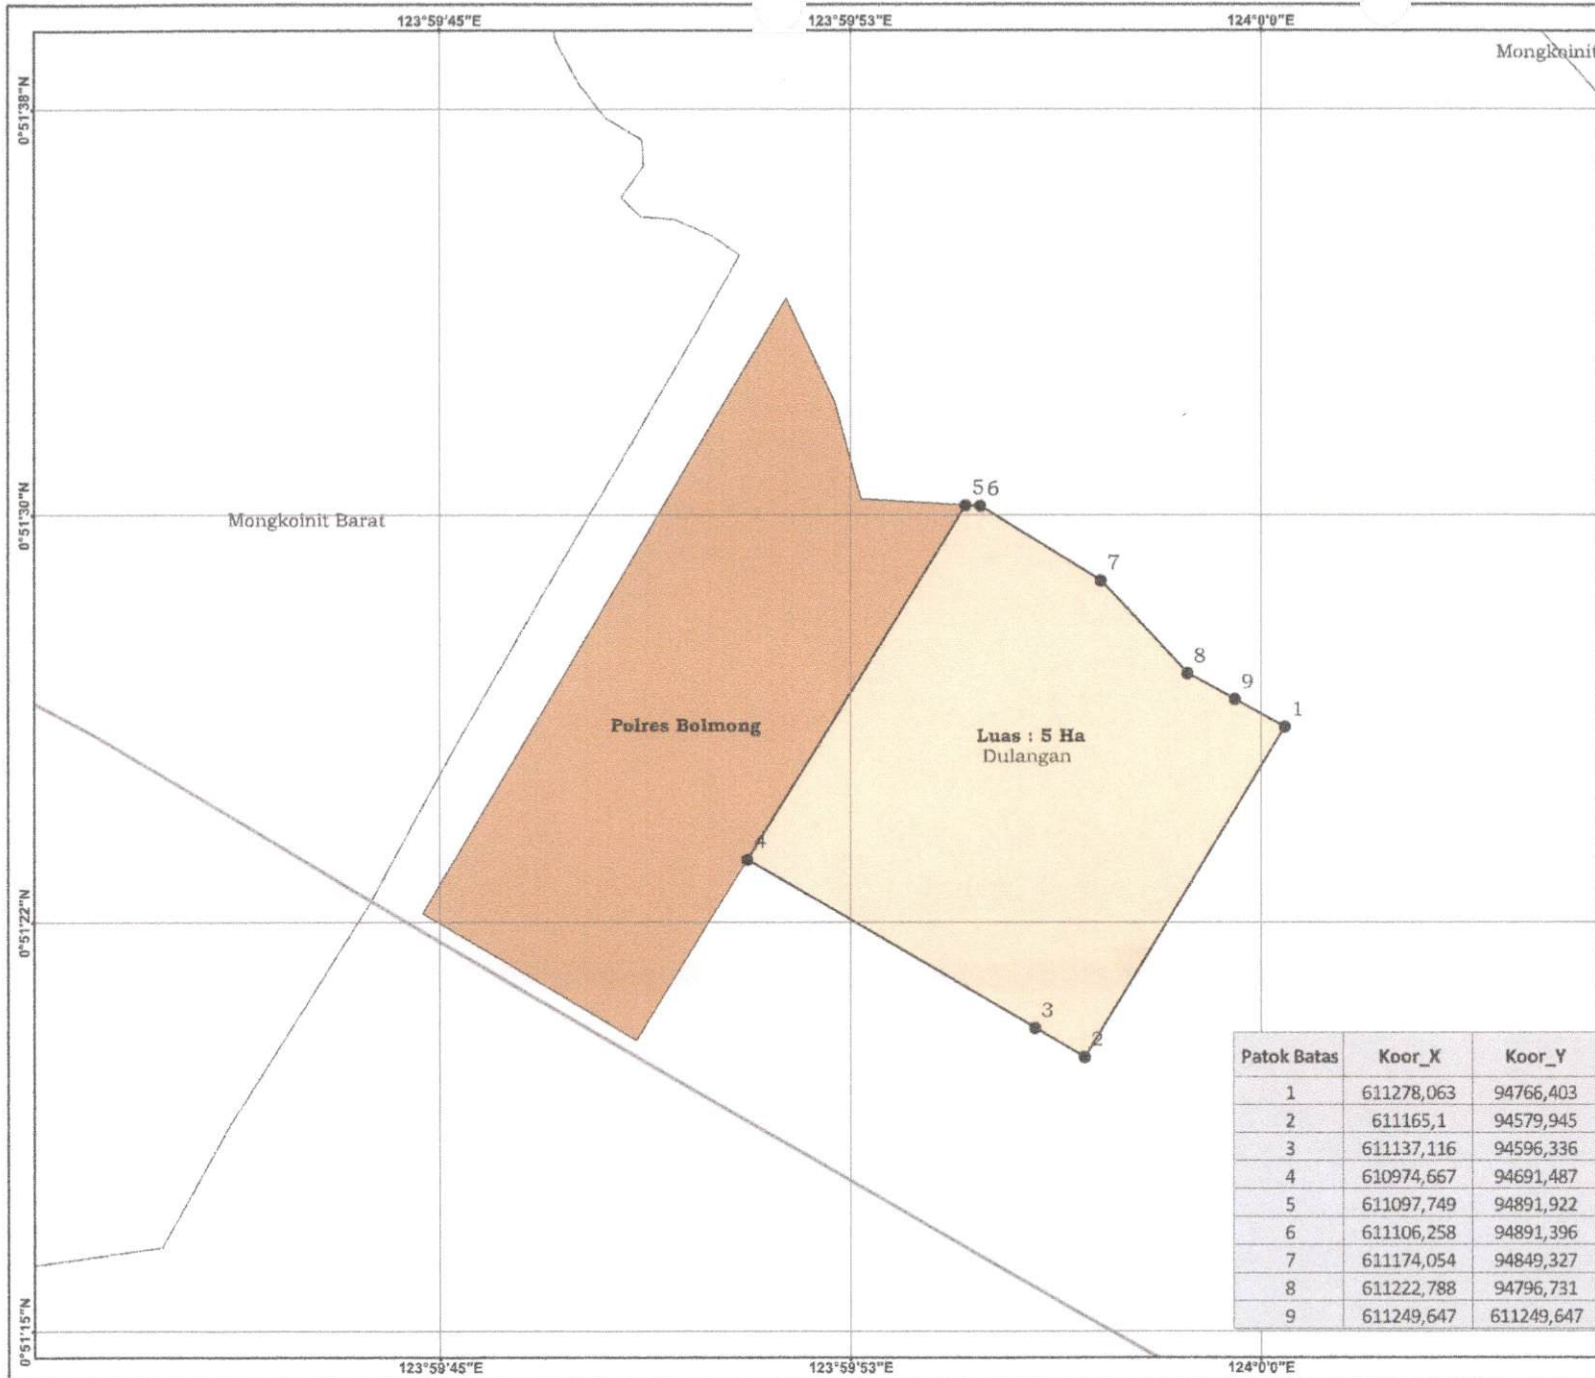 123°59'45"E 123°59'53"E 124°0'0"E
Mongkoinit
0°51'38"N
0°51'30"N
Mongkoinit Barat
5 6
7
8
9
1
Polres Bolmong
Luas : 5 Ha
Dulangan
4
0°51'22"N
3
2
Patok Batas Koor_X Koor_Y
1 611278,063 94766,403
2 611165,1 94579,945
3 611137,116 94596,336
4 610974,667 94691,487
5 611097,749 94891,922
6 611106,258 94891,396
7 611174,054 94849,327
8 611222,788 94796,731
9 611249,647 611249,647
0°51'15"N
123°59'45"E 123°59'53"E 124°0'0"E